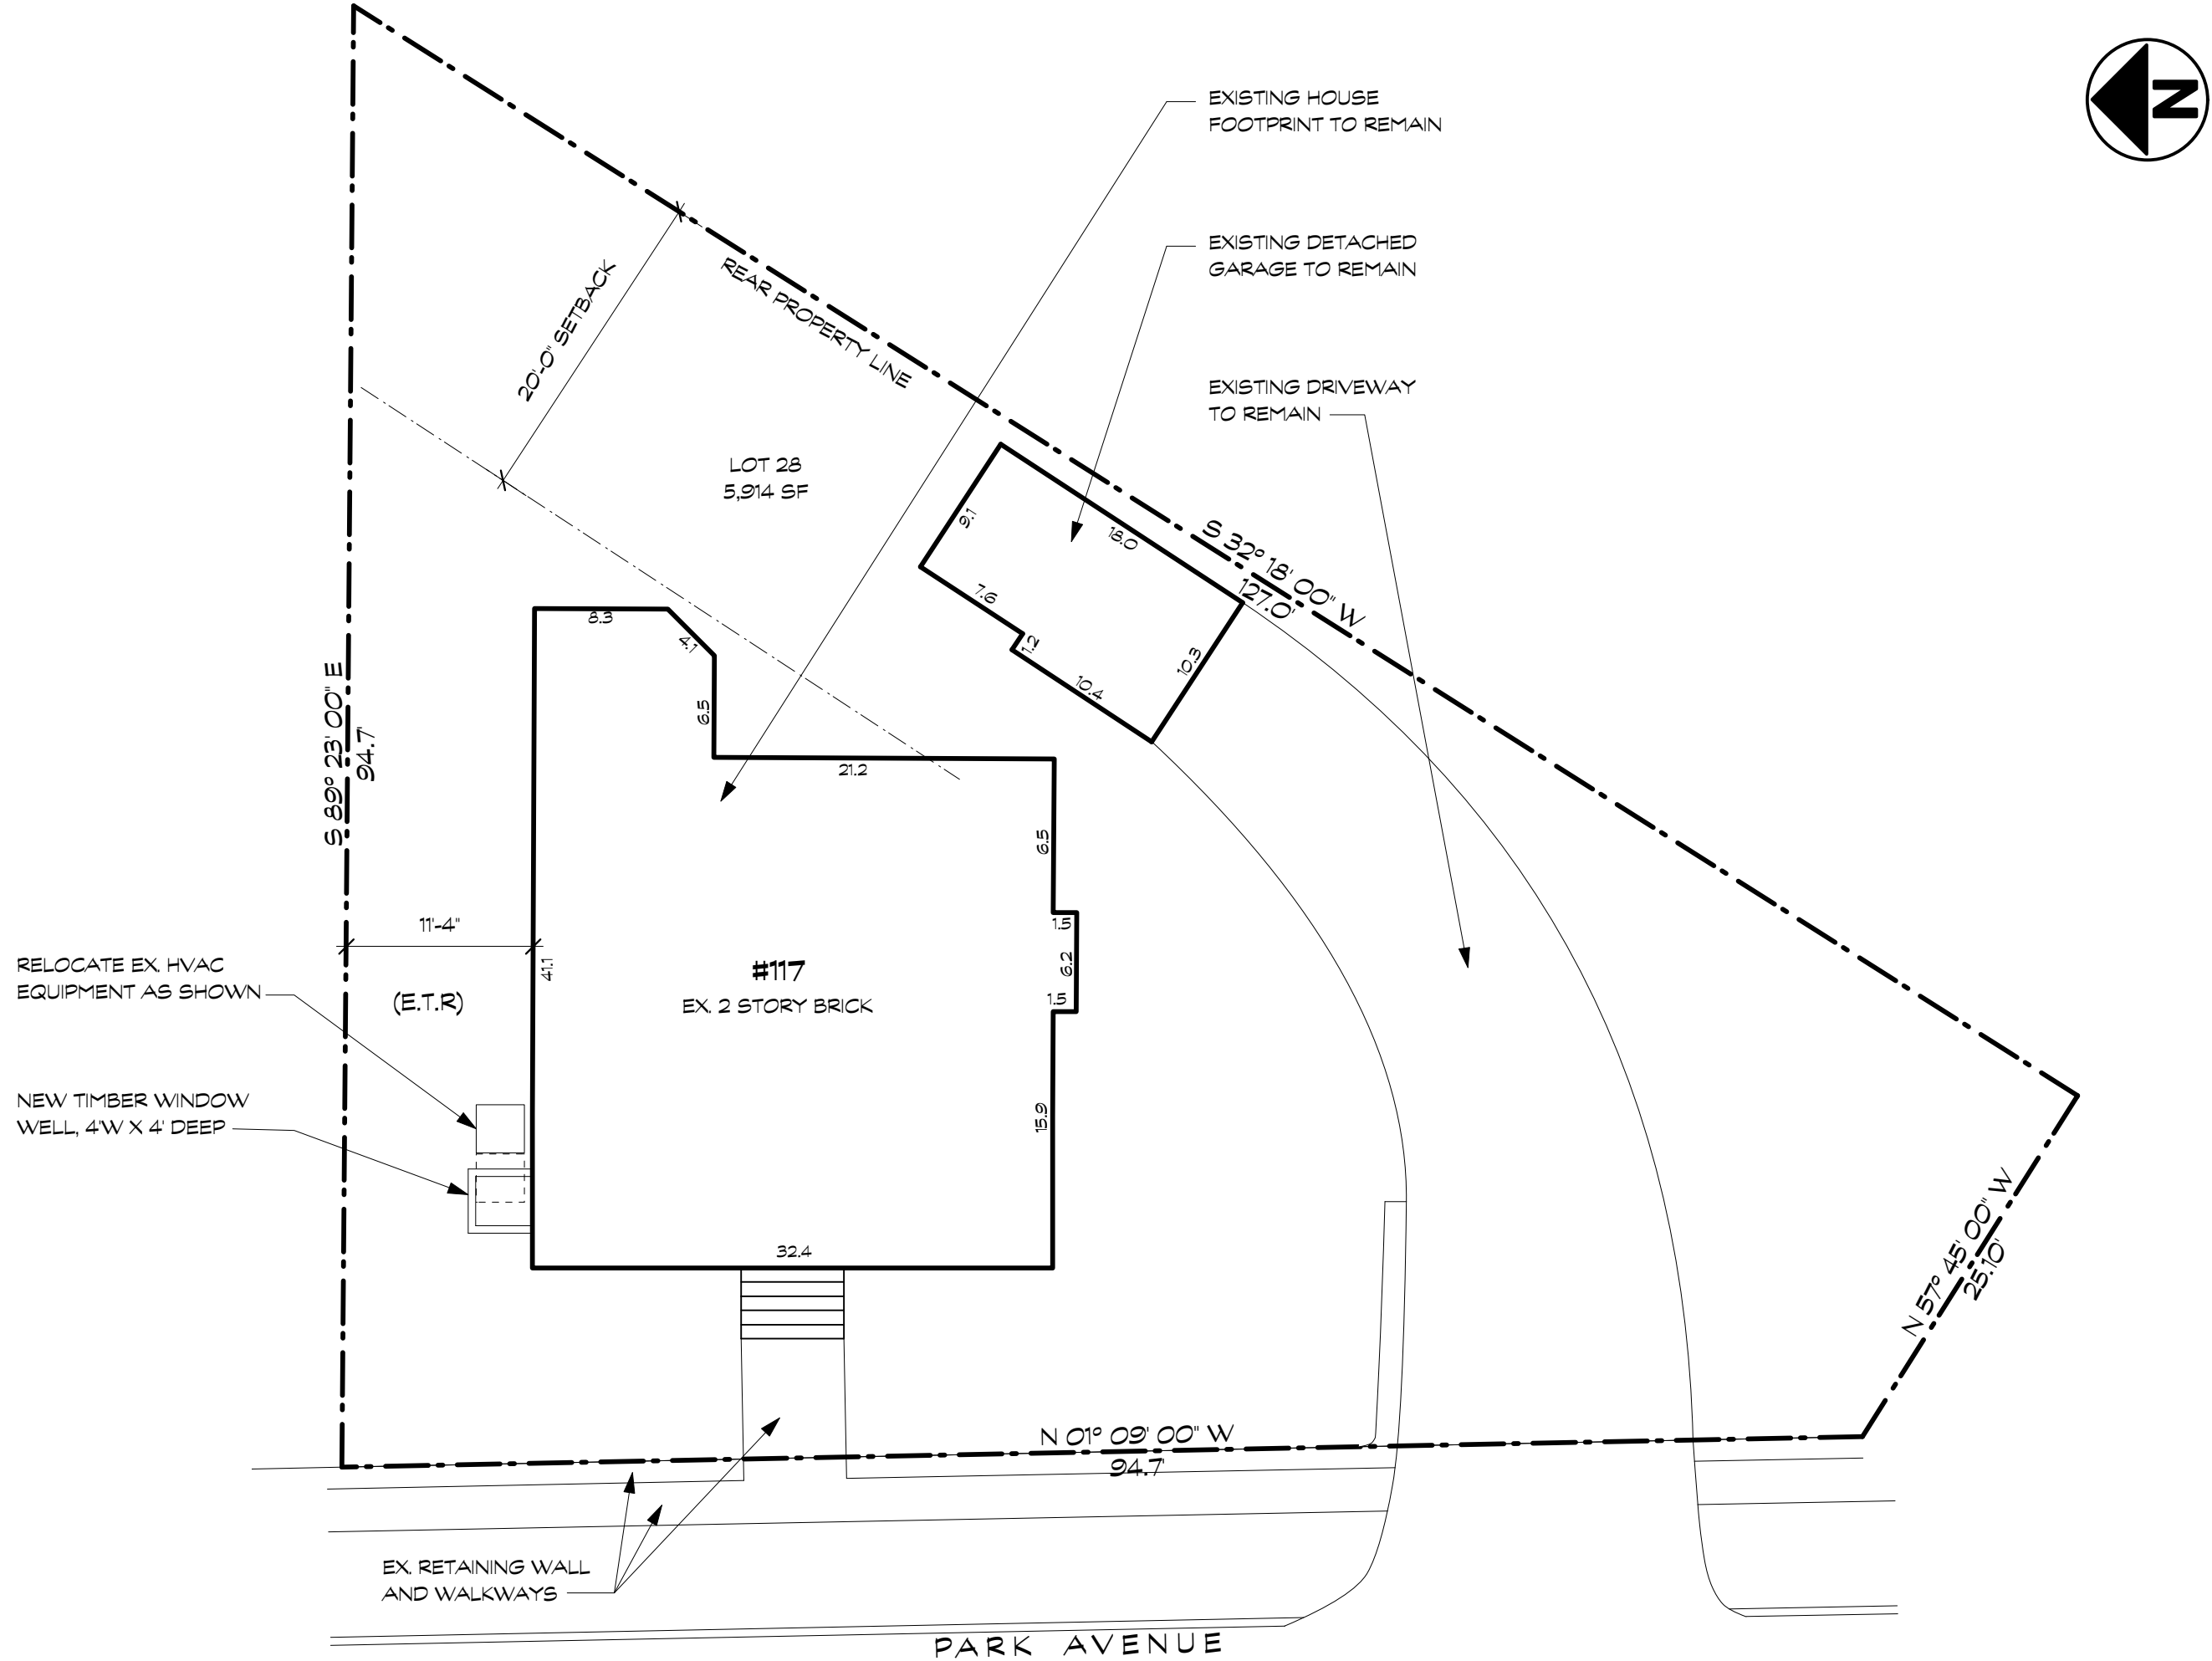 N
EXISTING HOUSE
FOOTPRINT TO REMAIN
EXISTING DETACHED
GARAGE TO REMAIN
EXISTING DRIVEWAY
TO REMAIN
20'-0" SETBACK
REAR PROPERTY LINE
LOT 28
5,914 SF
S 32° 18' 00" W
127.0'
9.1
18.0
7.6
1.2
10.4
10.3
8.3
4.1
6.5
21.2
6.5
1.5
6.2
1.5
15.9
32.4
41.1
S 89° 23' 00" E
94.7'
11'-4"
(E.T.R)
#117
EX. 2 STORY BRICK
RELOCATE EX. HVAC
EQUIPMENT AS SHOWN
NEW TIMBER WINDOW
WELL, 4'W X 4' DEEP
N 57° 45' 00" W
25.10'
N 01° 09' 00" W
94.7'
EX. RETAINING WALL
AND WALKWAYS
PARK AVENUE